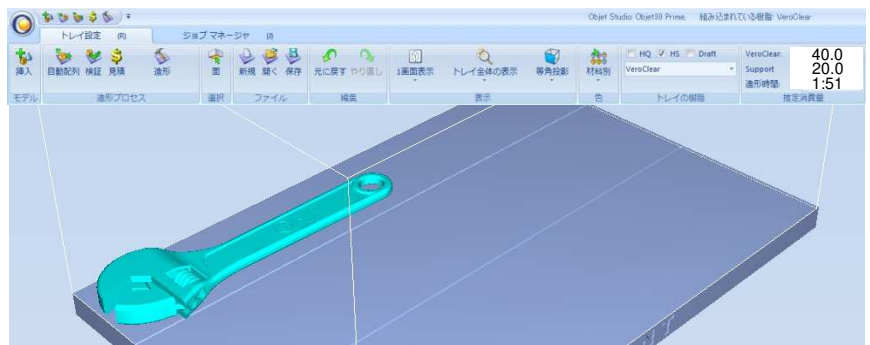 Objet Studio: Objet30 Prime. 組み込まれている樹脂: VeroClear
トレイ設定 (R) ジョブ マネージャ (J)
挿入 自動配列 検証 見積 造形 面 新規 開く 保存 元に戻す やり直し 1画面表示 トレイ全体の表示 等角投影 材料別
HQ HS Draft
VeroClear
VeroClear: 40.0
Support 20.0
造形時間: 1:51
モデル 造形プロセス 選択 ファイル 編集 表示 色 トレイの樹脂 推定消費量